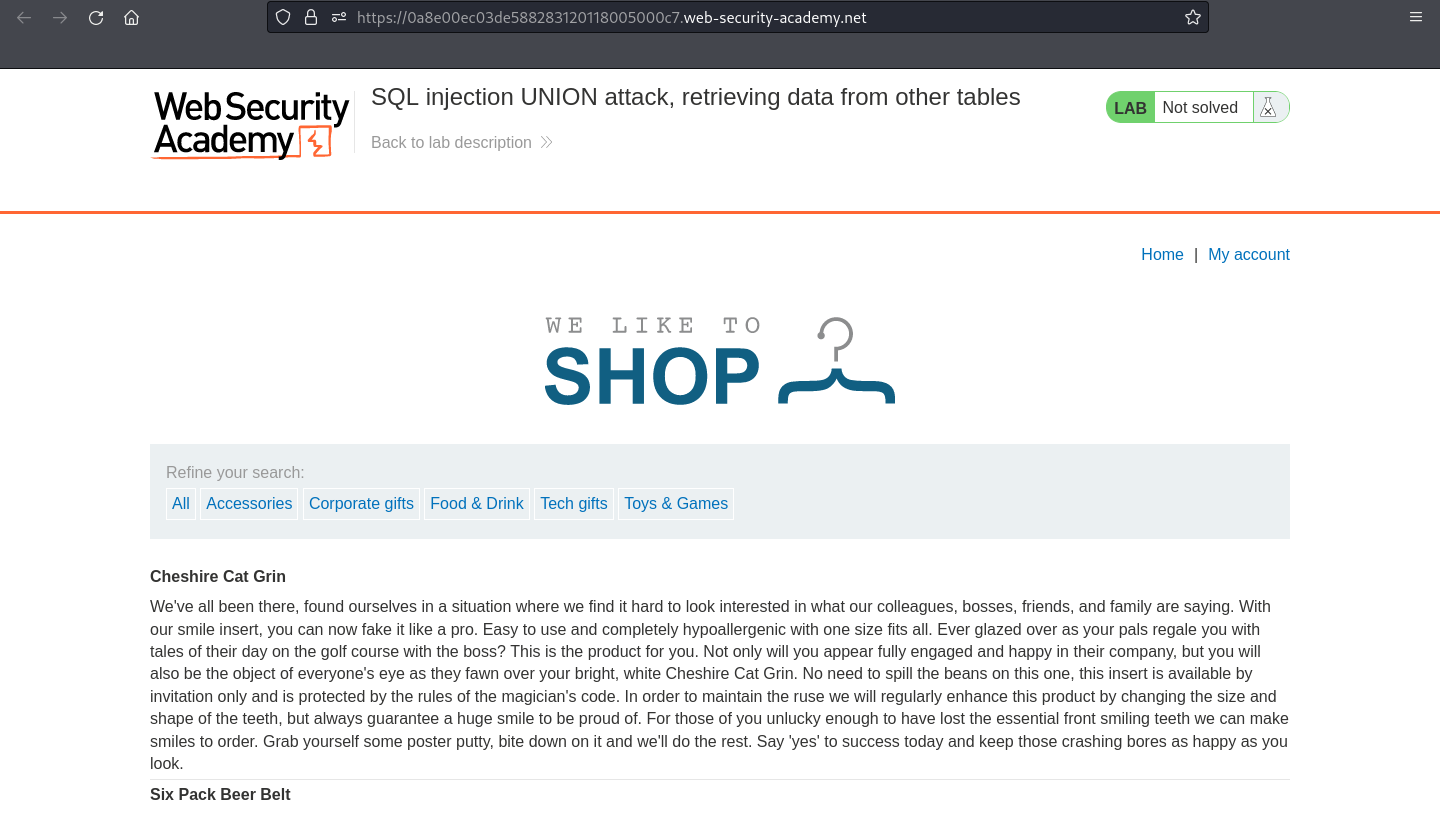 https://0a8e00ec03de588283120118005000c7.web-security-academy.net
Web Security
Academy
SQL injection UNION attack, retrieving data from other tables
Back to lab description
LAB Not solved
Home | My account
WE LIKE TO
SHOP
Refine your search:
All Accessories Corporate gifts Food & Drink Tech gifts Toys & Games
Cheshire Cat Grin
We've all been there, found ourselves in a situation where we find it hard to look interested in what our colleagues, bosses, friends, and family are saying. With
our smile insert, you can now fake it like a pro. Easy to use and completely hypoallergenic with one size fits all. Ever glazed over as your pals regale you with
tales of their day on the golf course with the boss? This is the product for you. Not only will you appear fully engaged and happy in their company, but you will
also be the object of everyone's eye as they fawn over your bright, white Cheshire Cat Grin. No need to spill the beans on this one, this insert is available by
invitation only and is protected by the rules of the magician's code. In order to maintain the ruse we will regularly enhance this product by changing the size and
shape of the teeth, but always guarantee a huge smile to be proud of. For those of you unlucky enough to have lost the essential front smiling teeth we can make
smiles to order. Grab yourself some poster putty, bite down on it and we'll do the rest. Say 'yes' to success today and keep those crashing bores as happy as you
look.
Six Pack Beer Belt